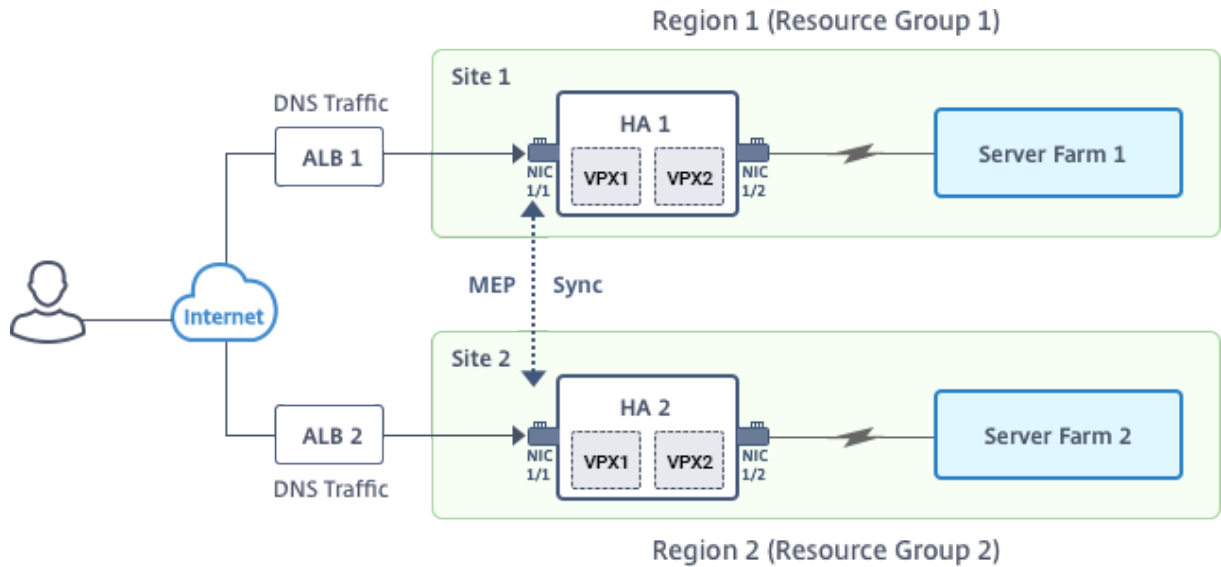 Region 1 (Resource Group 1)
Site 1
DNS Traffic
ALB 1
HA 1
VPX1
VPX2
NIC
1/1
NIC
1/2
Server Farm 1
MEP
Sync
Internet
Site 2
ALB 2
DNS Traffic
HA 2
VPX1
VPX2
NIC
1/1
NIC
1/2
Server Farm 2
Region 2 (Resource Group 2)